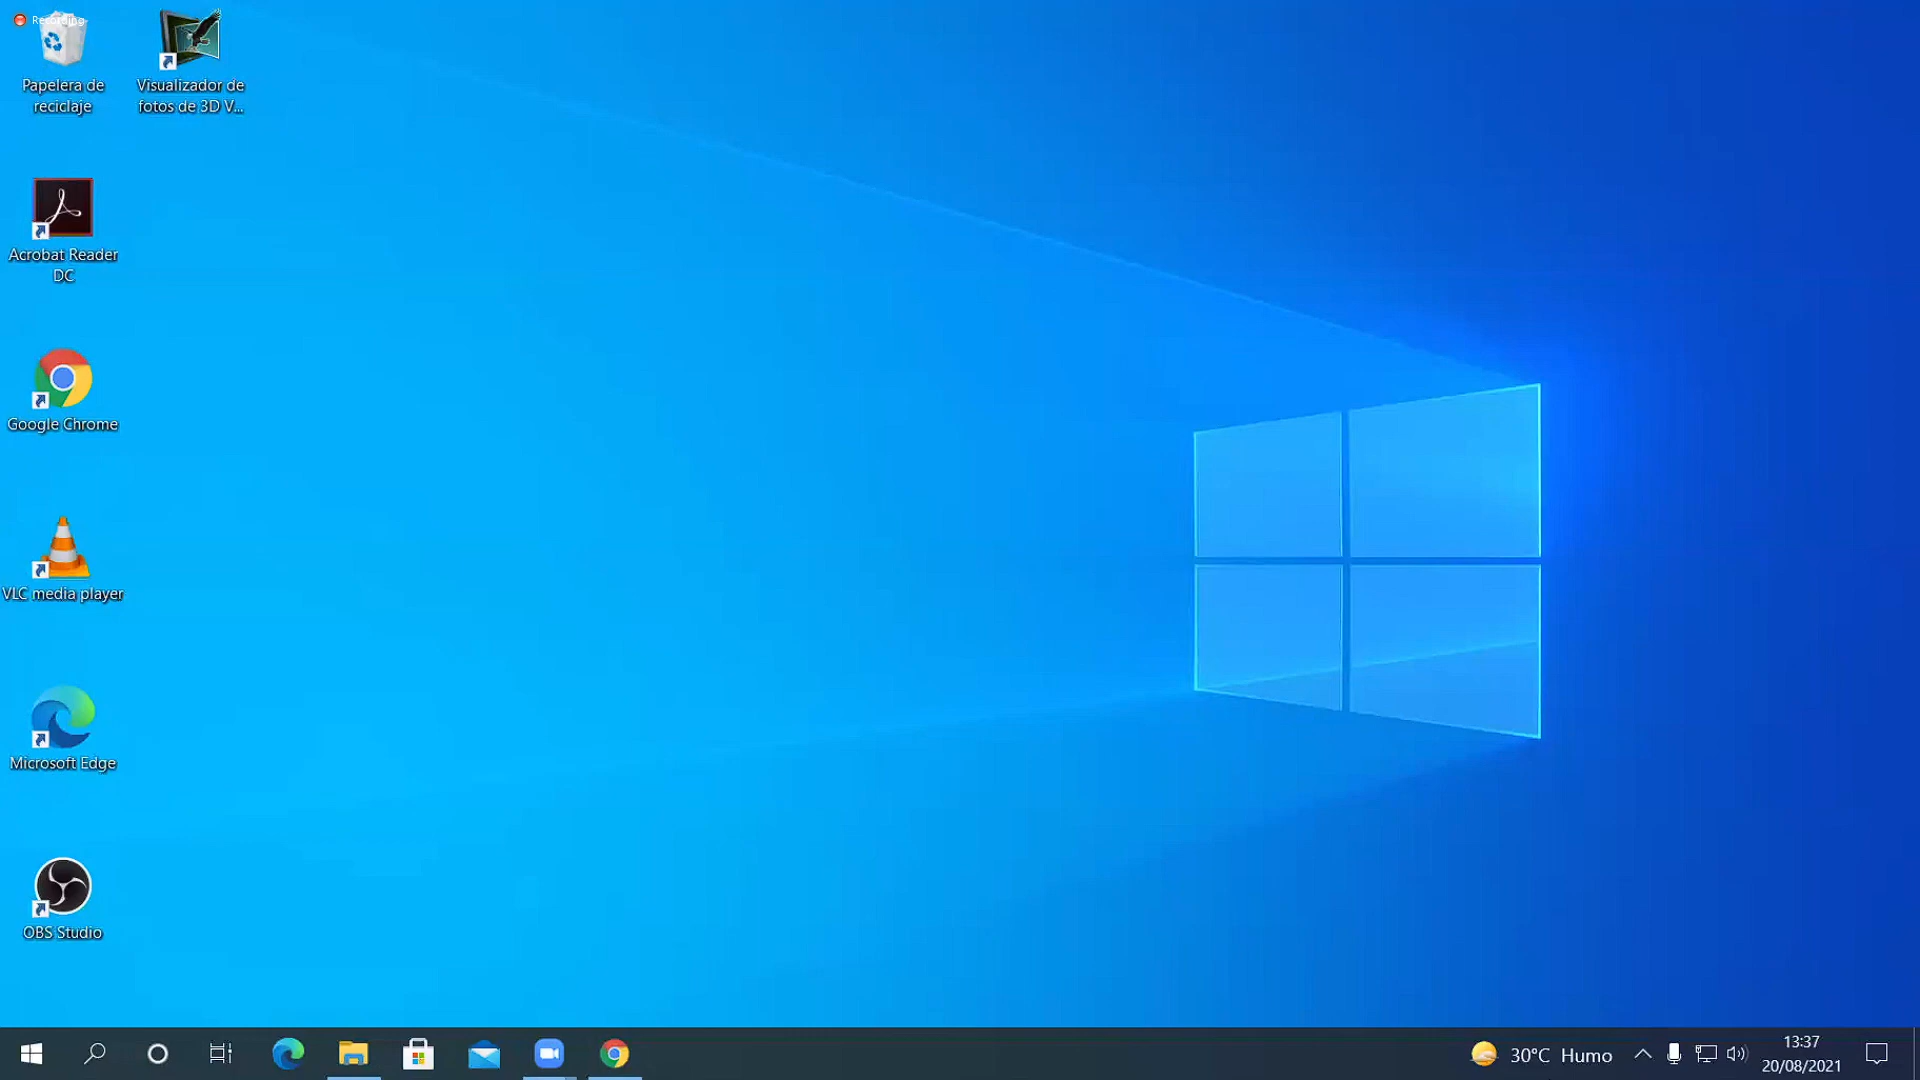 Recording
Papelera de
reciclaje
Visualizador de
fotos de 3D V...
Acrobat Reader
DC
Google Chrome
VLC media player
Microsoft Edge
OBS Studio
30°C Humo
13:37
20/08/2021